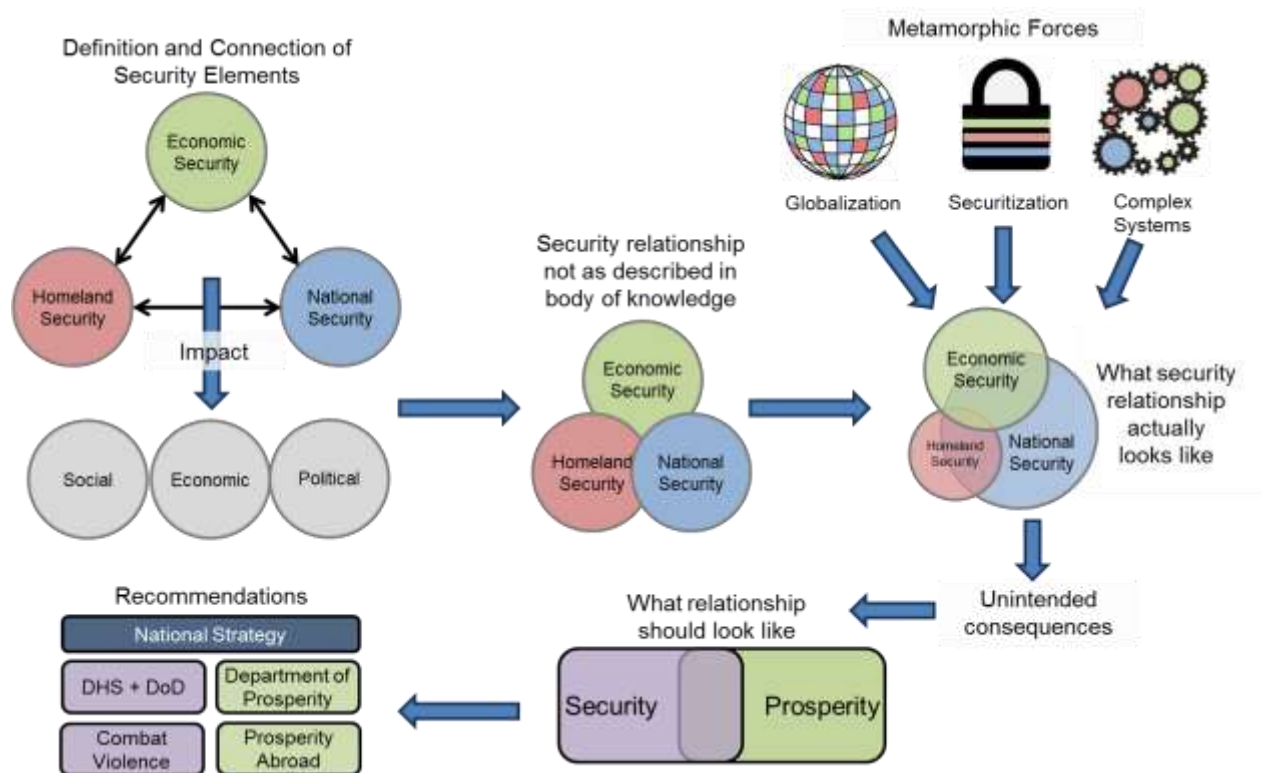 Definition and Connection of
Security Elements
Economic
Security
Homeland
Security
National
Security
Impact
Social
Economic
Political
Security relationship
not as described in
body of knowledge
Economic
Security
Homeland
Security
National
Security
Metamorphic Forces
Globalization
Securitization
Complex
Systems
Economic
Security
Homeland
Security
National
Security
What security
relationship
actually
looks like
Unintended
consequences
What relationship
should look like
Security
Prosperity
Recommendations
National Strategy
DHS + DoD
Department of
Prosperity
Combat
Violence
Prosperity
Abroad